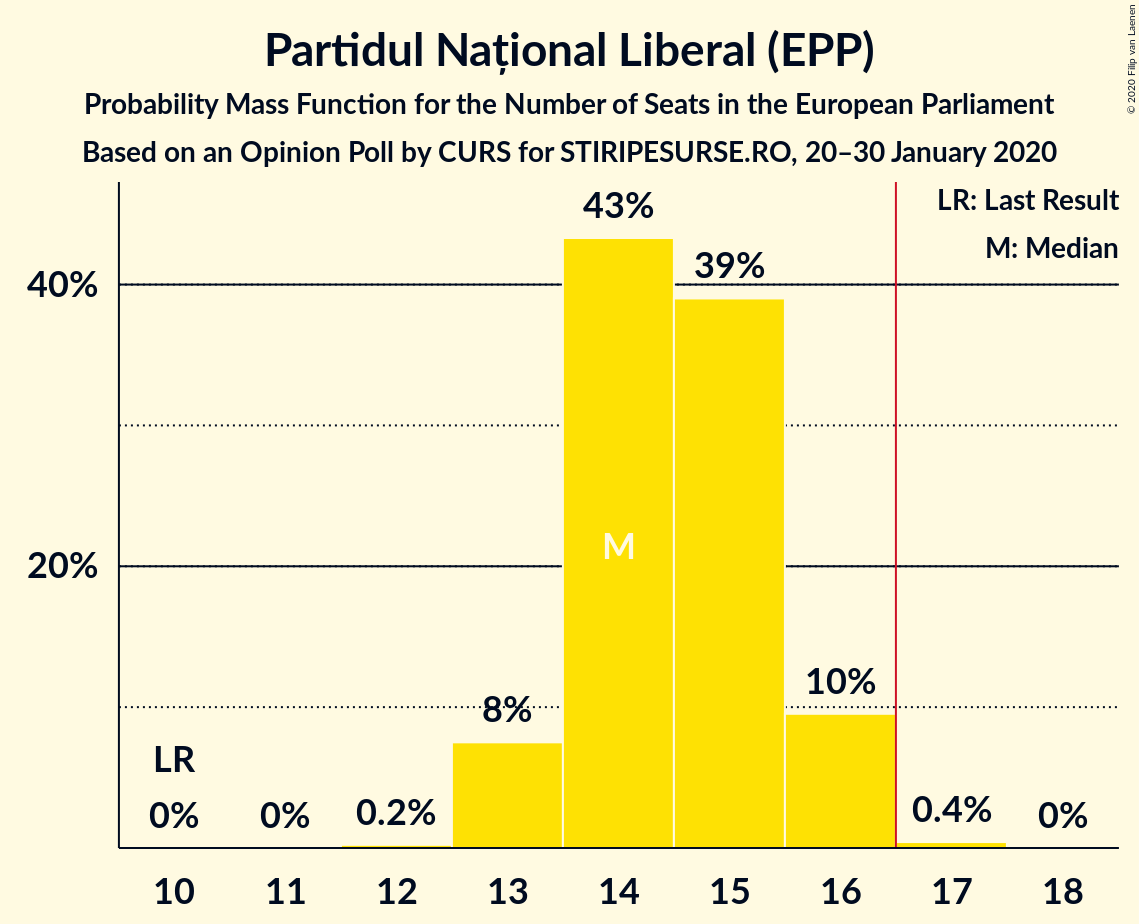 Partidul Național Liberal (EPP)
Probability Mass Function for the Number of Seats in the European Parliament
Based on an Opinion Poll by CURS for STIRIPESURSE.RO, 20–30 January 2020
© 2020 Filip van Laenen
LR: Last Result
M: Median
43%
39%
40%
M
20%
10%
8%
LR
0%
0%
0.2%
0.4%
0%
10 11 12 13 14 15 16 17 18